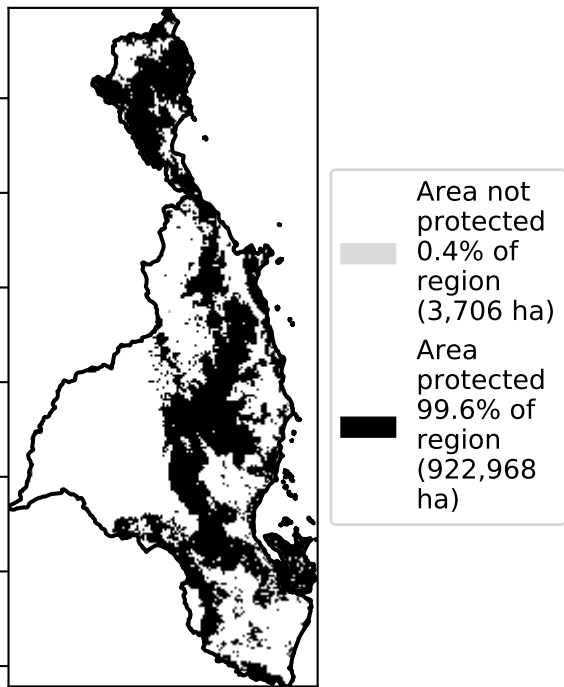 Area not
protected
0.4% of
region
(3,706 ha)
Area
protected
99.6% of
region
(922,968
ha)